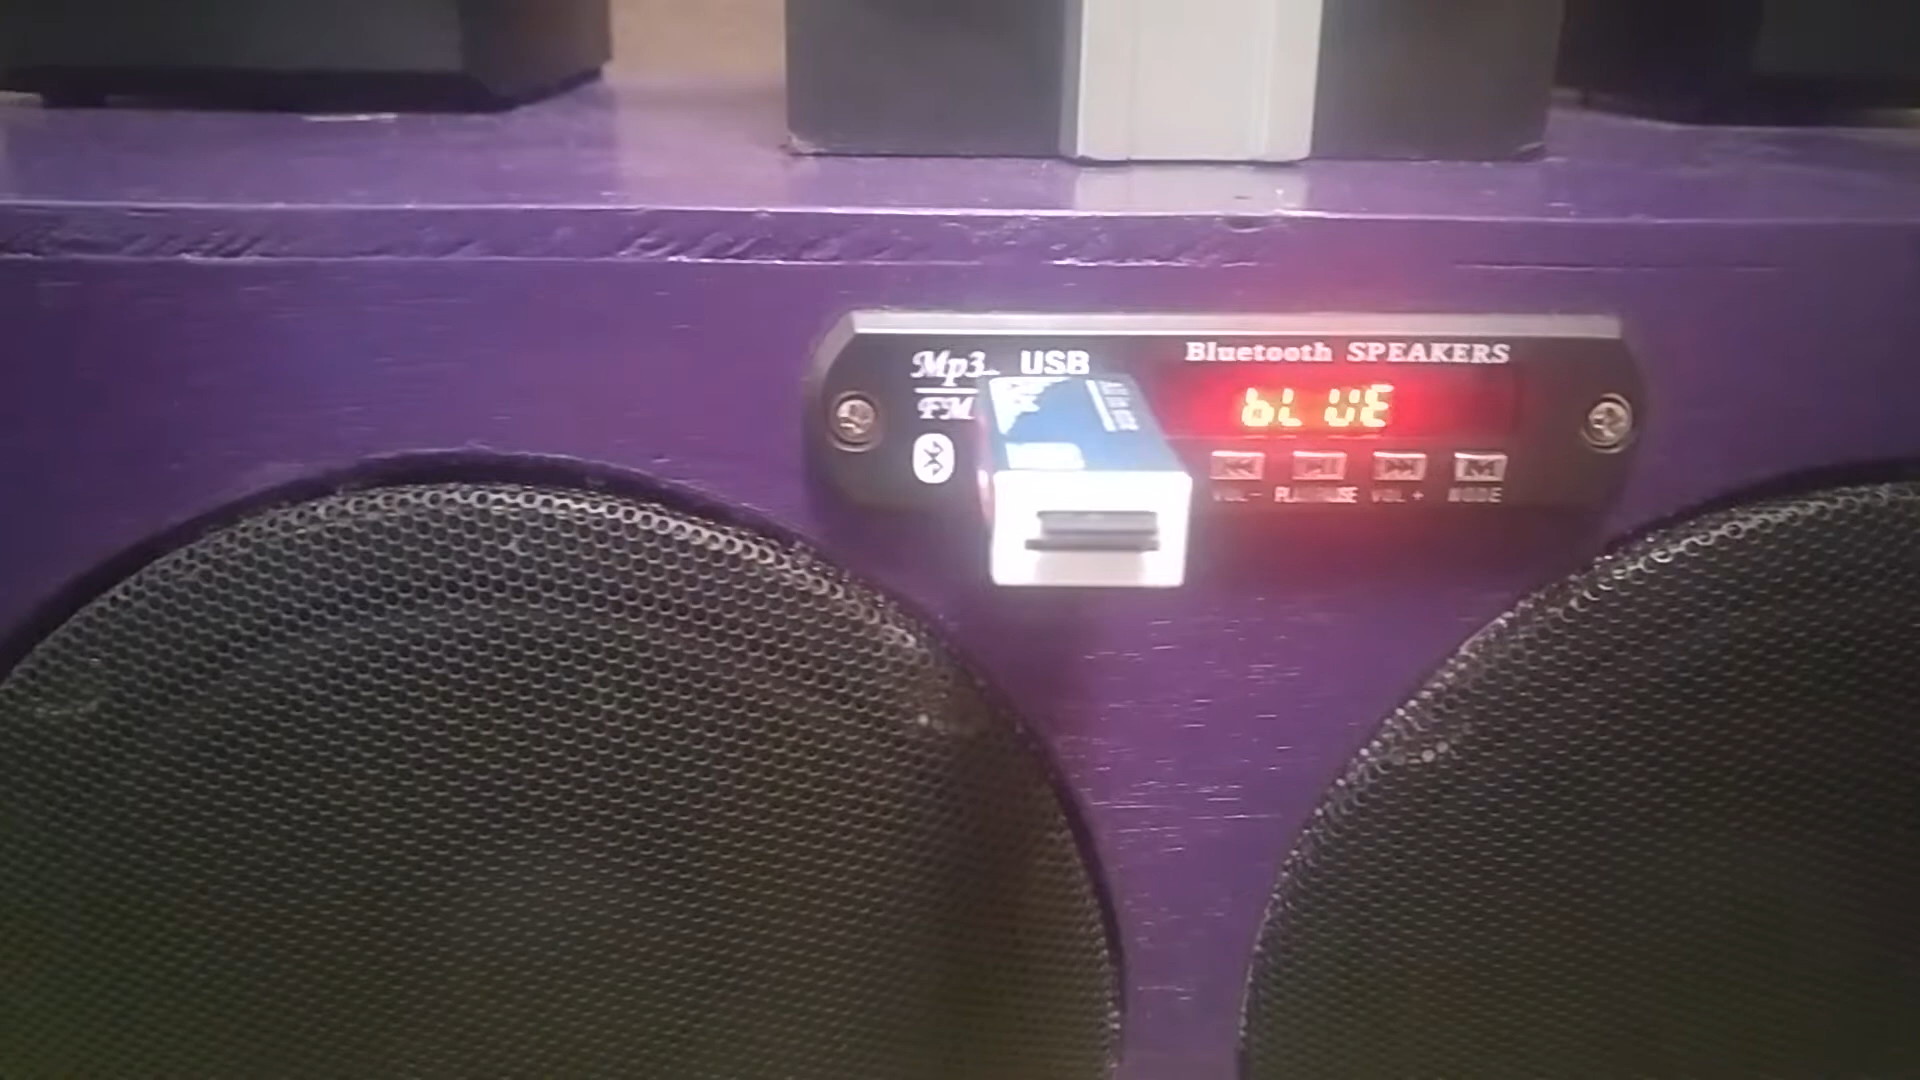 Mp3 USB
FM
Bluetooth SPEAKERS
bLUE
VOL- PLAY/PAUSE VOL + MODE